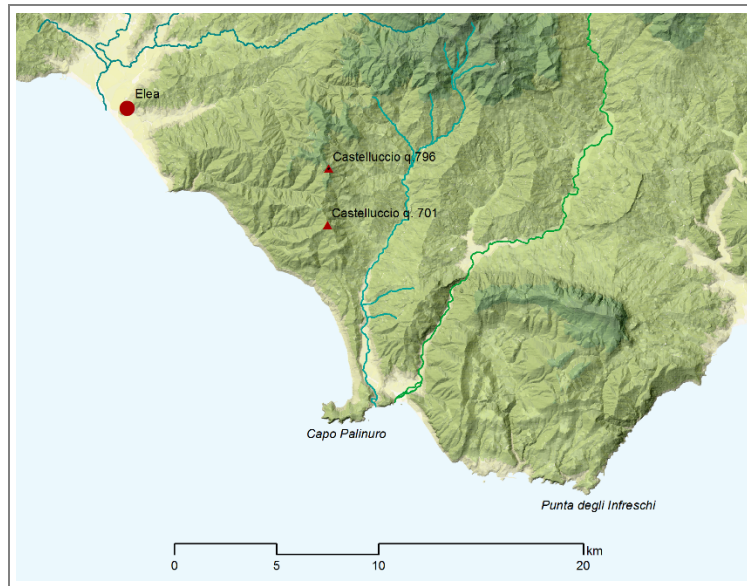 Elea
Castelluccio q.796
Castelluccio q. 701
Capo Palinuro
Punta degli Infreschi
km
0 5 10 20